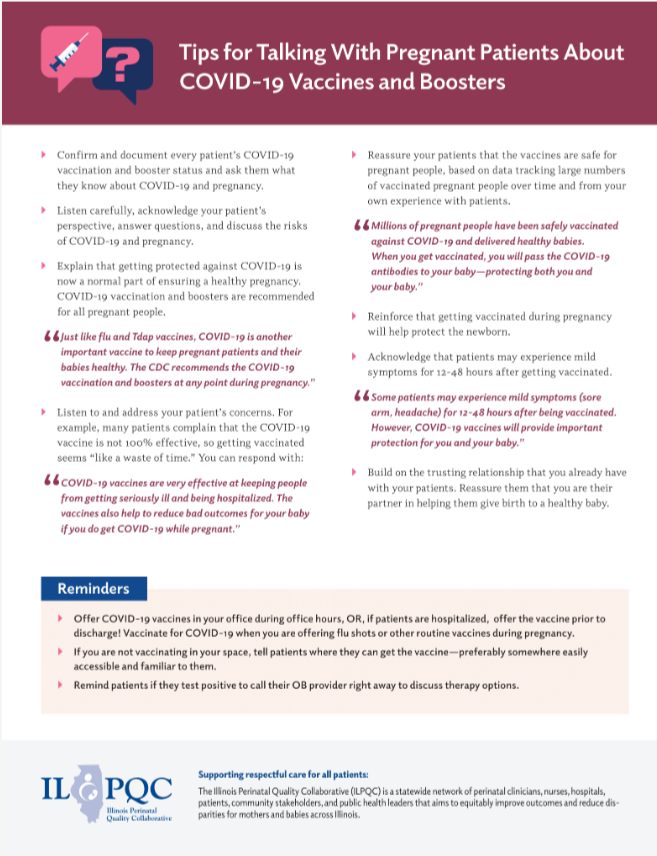 ?
Tips for Talking With Pregnant Patients About
COVID-19 Vaccines and Boosters
Confirm and document every patient's COVID-19
vaccination and booster status and ask them what
they know about COVID-19 and pregnancy.
Listen carefully, acknowledge your patient's
perspective, answer questions, and discuss the risks
of COVID-19 and pregnancy.
Explain that getting protected against COVID-19 is
now a normal part of ensuring a healthy pregnancy.
COVID-19 vaccination and boosters are recommended
for all pregnant people.
“Just like flu and Tdap vaccines, COVID-19 is another
important vaccine to keep pregnant patients and their
babies healthy. The CDC recommends the COVID-19
vaccination and boosters at any point during pregnancy.”
Listen to and address your patient's concerns. For
example, many patients complain that the COVID-19
vaccine is not 100% effective, so getting vaccinated
seems “like a waste of time.” You can respond with:
“COVID-19 vaccines are very effective at keeping people
from getting seriously ill and being hospitalized. The
vaccines also help to reduce bad outcomes for your baby
if you do get COVID-19 while pregnant.”
Reassure your patients that the vaccines are safe for
pregnant people, based on data tracking large numbers
of vaccinated pregnant people over time and from your
own experience with patients.
“Millions of pregnant people have been safely vaccinated
against COVID-19 and delivered healthy babies.
When you get vaccinated, you will pass the COVID-19
antibodies to your baby—protecting both you and
your baby.”
Reinforce that getting vaccinated during pregnancy
will help protect the newborn.
Acknowledge that patients may experience mild
symptoms for 12-48 hours after getting vaccinated.
“Some patients may experience mild symptoms (sore
arm, headache) for 12-48 hours after being vaccinated.
However, COVID-19 vaccines will provide important
protection for you and your baby.”
Build on the trusting relationship that you already have
with your patients. Reassure them that you are their
partner in helping them give birth to a healthy baby.
Reminders
Offer COVID-19 vaccines in your office during office hours, OR, if patients are hospitalized, offer the vaccine prior to
discharge! Vaccinate for COVID-19 when you are offering flu shots or other routine vaccines during pregnancy.
If you are not vaccinating in your space, tell patients where they can get the vaccine—preferably somewhere easily
accessible and familiar to them.
Remind patients if they test positive to call their OB provider right away to discuss therapy options.
IL PQC
Illinois Perinatal
Quality Collaborative
Supporting respectful care for all patients:
The Illinois Perinatal Quality Collaborative (ILPQC) is a statewide network of perinatal clinicians, nurses, hospitals,
patients, community stakeholders, and public health leaders that aims to equitably improve outcomes and reduce dis-
parities for mothers and babies across Illinois.